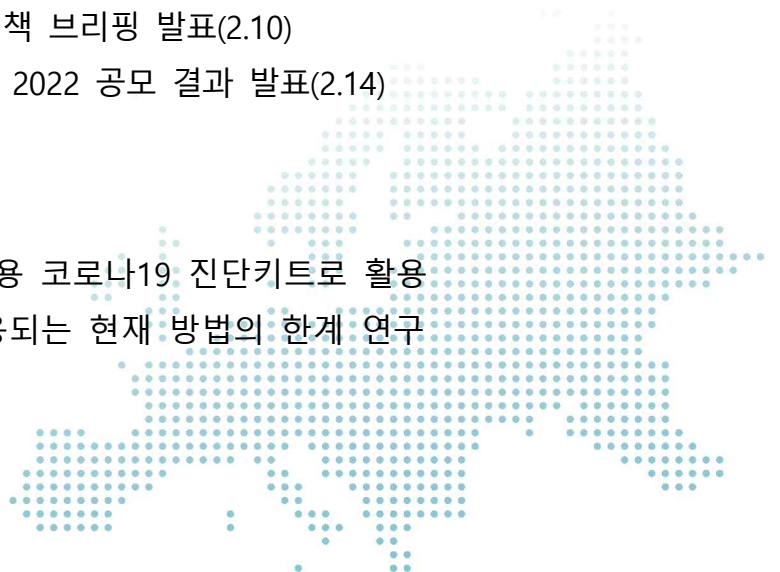 책 브리핑 발표(2.10)
2022 공모 결과 발표(2.14)
용 코로나19 진단키트로 활용
용되는 현재 방법의 한계 연구